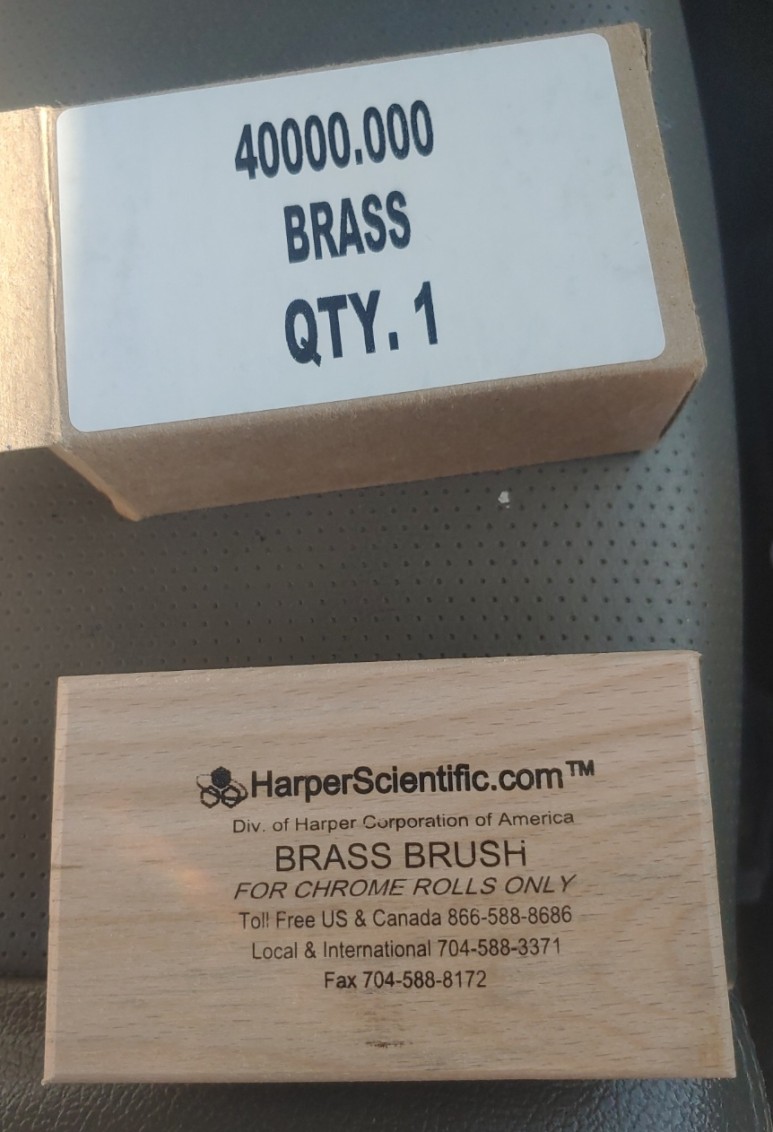 40000.000
BRASS
QTY. 1
HarperScientific.com™
Div. of Harper Corporation of America
BRASS BRUSH
FOR CHROME ROLLS ONLY
Toll Free US & Canada 866-588-8686
Local & International 704-588-3371
Fax 704-588-8172